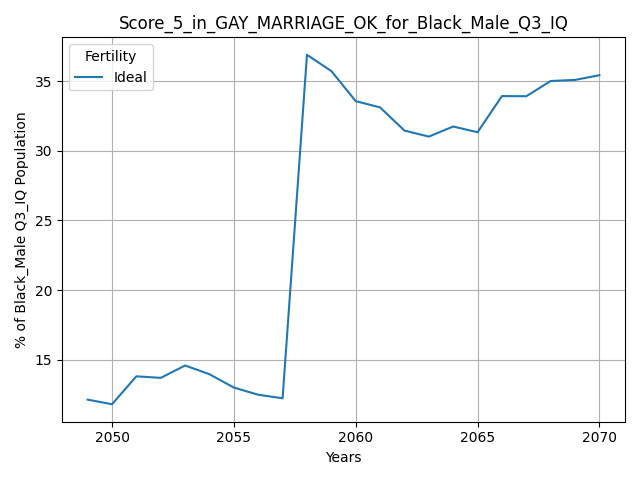 Score_5_in_GAY_MARRIAGE_OK_for_Black_Male_Q3_IQ
Fertility
Ideal
% of Black_Male Q3_IQ Population
35
30
25
20
15
2050 2055 2060 2065 2070
Years